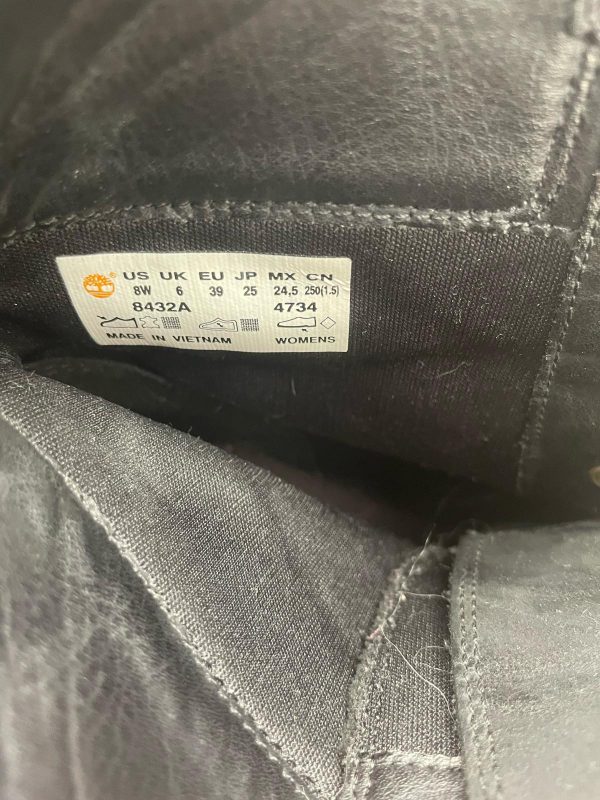 US UK EU JP MX CN
8W 6 39 25 24,5 250(1.5)
8432A 4734
MADE IN VIETNAM WOMENS